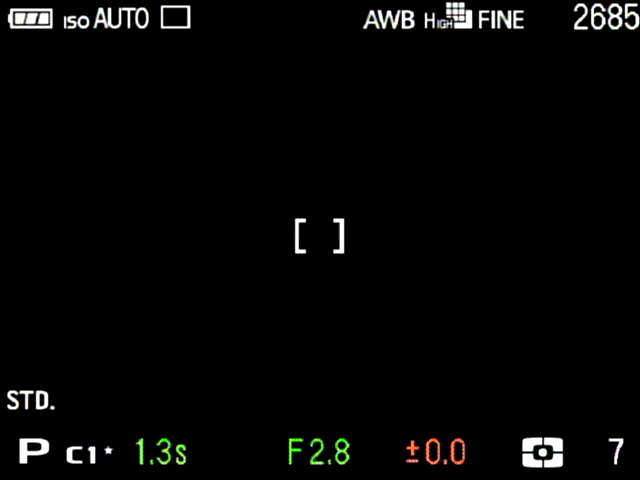 ISO AUTO AWB HIGH FINE 2685
[ ]
STD.
P C1* 1.3s F2.8 ±0.0 7